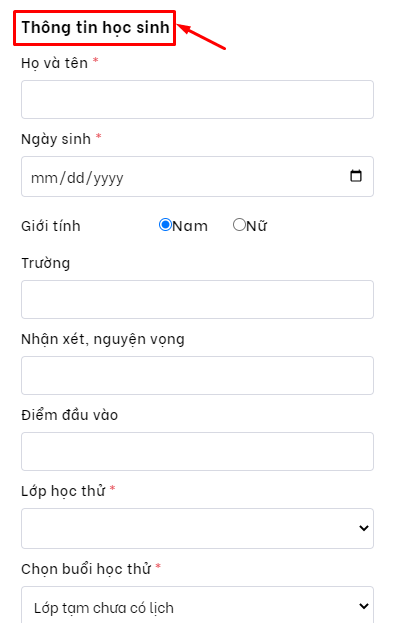 Thông tin học sinh
Họ và tên *
Ngày sinh *
mm/dd/yyyy
Giới tính Nam Nữ
Trường
Nhận xét, nguyện vọng
Điểm đầu vào
Lớp học thử *
Chọn buổi học thử *
Lớp tạm chưa có lịch